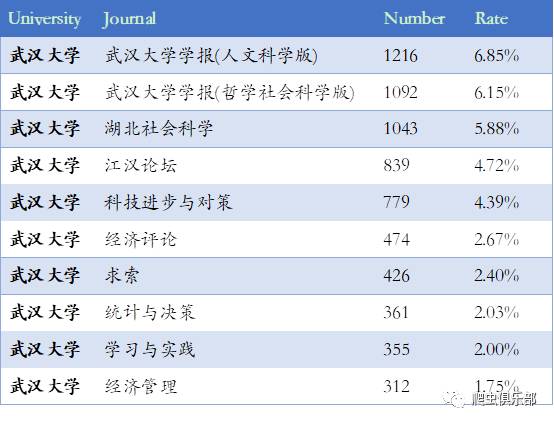 University Journal Number Rate
武汉大学 武汉大学学报(人文科学版) 1216 6.85%
武汉大学 武汉大学学报(哲学社会科学版) 1092 6.15%
武汉大学 湖北社会科学 1043 5.88%
武汉大学 江汉论坛 839 4.72%
武汉大学 科技进步与对策 779 4.39%
武汉大学 经济评论 474 2.67%
武汉大学 求索 426 2.40%
武汉大学 统计与决策 361 2.03%
武汉大学 学习与实践 355 2.00%
武汉大学 经济管理 312 1.75%
爬虫俱乐部